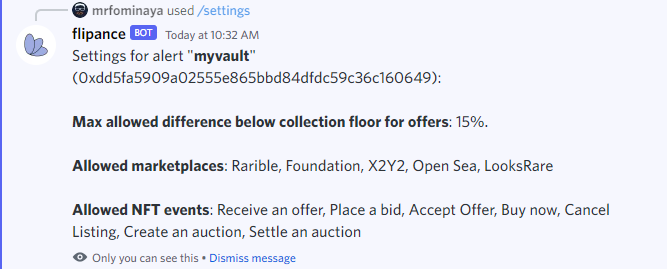 mrfominaya used /settings
flipance BOT Today at 10:32 AM
Settings for alert "myvault"
(0xdd5fa5909a02555e865bbd84dfdc59c36c160649):
Max allowed difference below collection floor for offers: 15%.
Allowed marketplaces: Rarible, Foundation, X2Y2, Open Sea, LooksRare
Allowed NFT events: Receive an offer, Place a bid, Accept Offer, Buy now, Cancel
Listing, Create an auction, Settle an auction
Only you can see this • Dismiss message